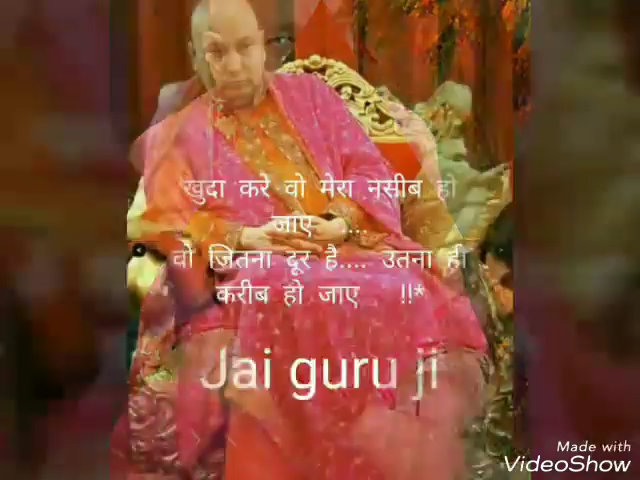 खुदा करे वो मेरा नसीब हो
जाए ....
वो जितना दूर है.... उतना ही
करीब हो जाए !!*
Jai guru ji
Made with
VideoShow